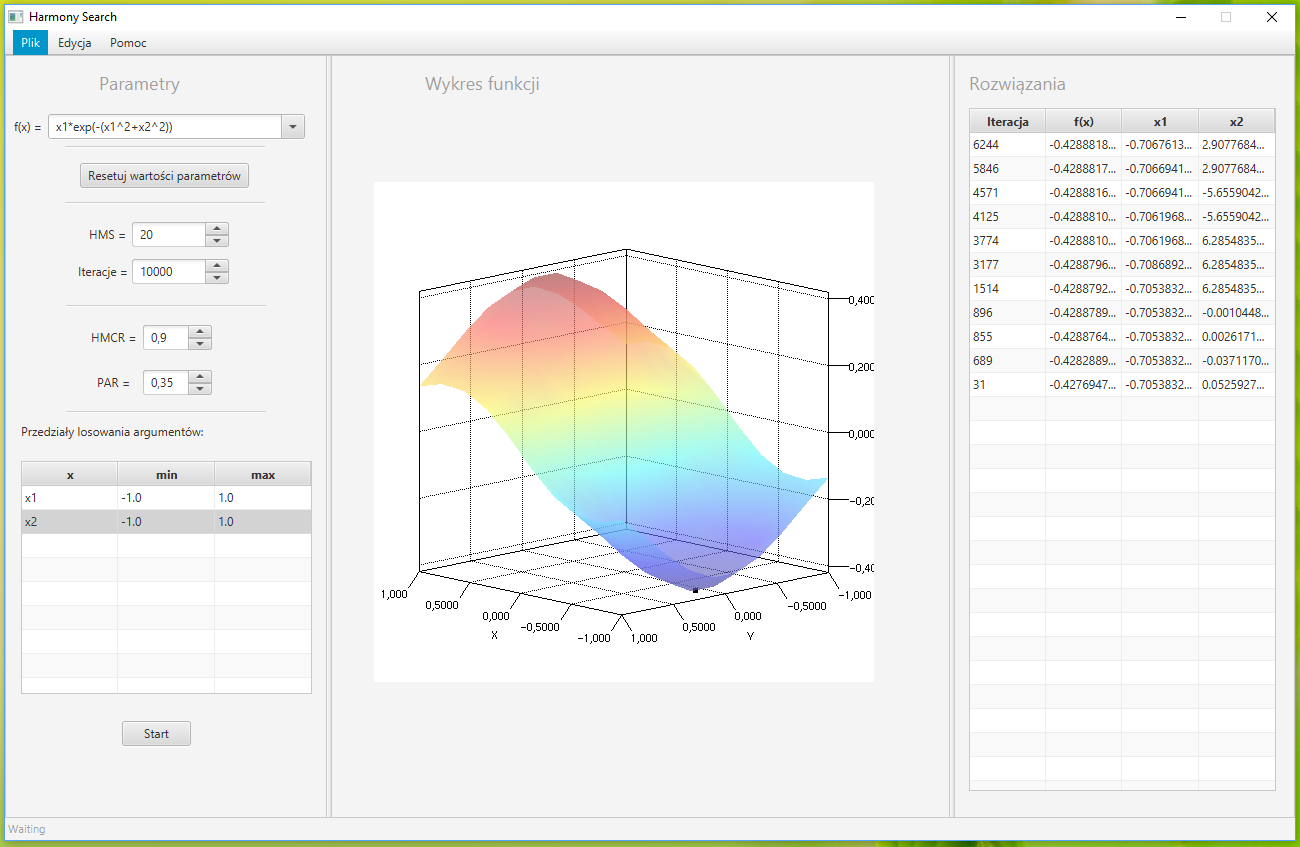 Harmony Search
Plik Edycja Pomoc
Parametry
f(x) = x1*exp(-(x1^2+x2^2))
Resetuj wartości parametrów
HMS = 20
Iteracje = 10000
HMCR = 0,9
PAR = 0,35
Przedziały losowania argumentów:
x min max
x1 -1.0 1.0
x2 -1.0 1.0
Start
Wykres funkcji
0,400
0,200
0,000
−0,20
−0,40
1,000
0,5000
0,000
−0,5000
−1,000
X
1,000
0,5000
0,000
−0,5000
−1,000
Y
Rozwiązania
Iteracja f(x) x1 x2
6244 -0.4288818... -0.7067613... 2.9077684...
5846 -0.4288817... -0.7066941... 2.9077684...
4571 -0.4288816... -0.7066941... -5.6559042...
4125 -0.4288810... -0.7061968... -5.6559042...
3774 -0.4288810... -0.7061968... 6.2854835...
3177 -0.4288796... -0.7086892... 6.2854835...
1514 -0.4288792... -0.7053832... 6.2854835...
896 -0.4288789... -0.7053832... -0.0010448...
855 -0.4288764... -0.7053832... 0.0026171...
689 -0.4282889... -0.7053832... -0.0371170...
31 -0.4276947... -0.7053832... 0.0525927...
Waiting